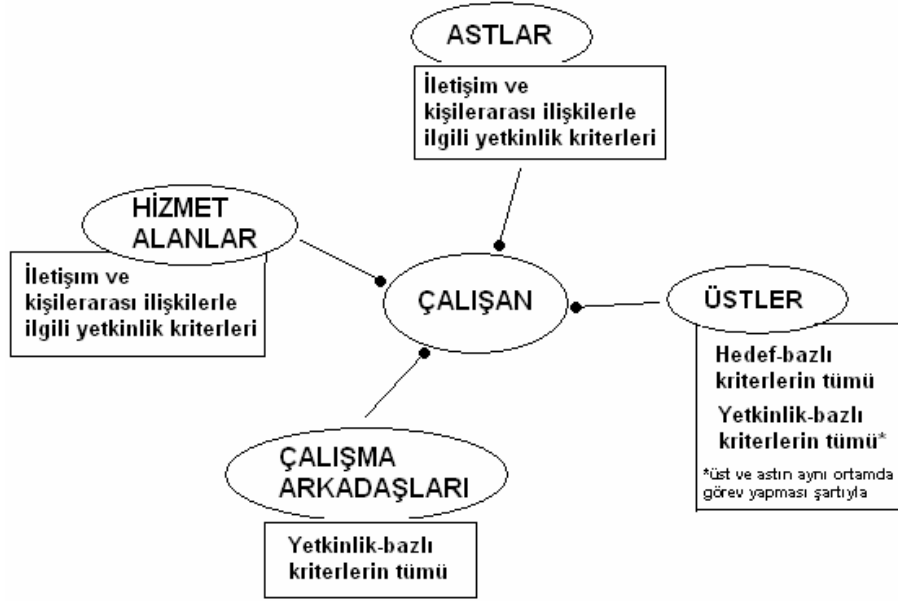 ASTLAR
İletişim ve
kişilerarası ilişkilerle
ilgili yetkinlik kriterleri
HİZMET
ALANLAR
İletişım ve
kişilerarası ilişkilerle
ilgili yetkinlik kriterleri
ÇALIŞAN
ÜSTLER
Hedef-bazlı
kriterlerin tümü
Yetkinlik-bazlı
kriterlerin tümü*
*üst ve astın aynı ortamda
görev yapması şartıyla
ÇALIŞMA
ARKADAŞLARI
Yetkinlik-bazlı
kriterlerin tümü